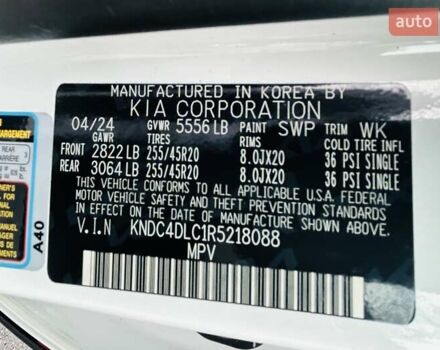 auto
MANUFACTURED IN KOREA BY
KIA CORPORATION
04/24 GVWR 5556 LB PAINT SWP TRIM WK
GAWR TIRES RIMS COLD TIRE INFL
FRONT 2822 LB 255/45R20 8.0JX20 36 PSI SINGLE
REAR 3064 LB 255/45R20 8.0JX20 36 PSI SINGLE
THIS VEHICLE CONFORMS TO ALL APPLICABLE U.S.A FEDERAL
MOTOR VEHICLE SAFETY AND THEFT PREVENTION STANDARDS
IN EFFECT ON THE DATE OF MANUFACTURE SHOWN ABOVE.
V.I.N KNDC4DLC1R5218088
MPV
A40